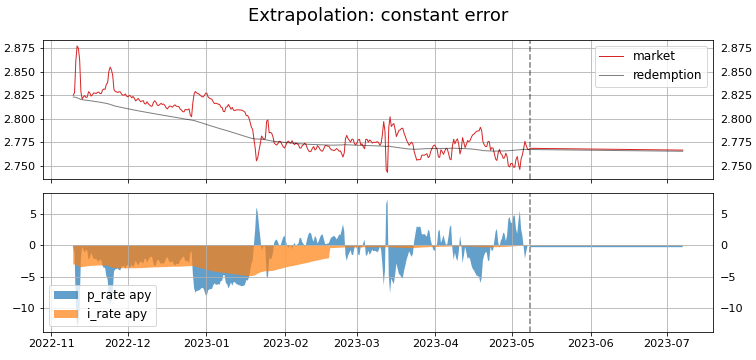 Extrapolation: constant error
2.875 2.875
2.850 2.850
2.825 2.825
2.800 2.800
2.775 2.775
2.750 2.750
market
redemption
5 5
0 0
−5 −5
−10 −10
p_rate apy
i_rate apy
2022-11 2022-12 2023-01 2023-02 2023-03 2023-04 2023-05 2023-06 2023-07